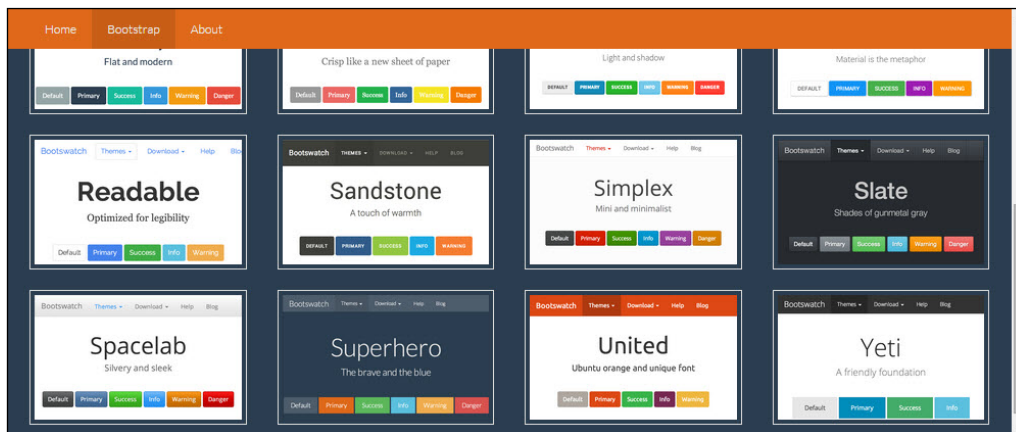 Home Bootstrap About
Flat and modern
Default Primary Success Info Warning Danger
Crisp like a new sheet of paper
Default Primary Success Info Warning Danger
Light and shadow
DEFAULT PRIMARY SUCCESS INFO WARNING DANGER
Material is the metaphor
DEFAULT PRIMARY SUCCESS INFO WARNING
Bootswatch Themes Download Help Blog
Readable
Optimized for legibility
Default Primary Success Info Warning
Bootswatch THEMES DOWNLOAD HELP BLOG
Sandstone
A touch of warmth
DEFAULT PRIMARY SUCCESS INFO WARNING
Bootswatch Themes Download Help Blog
Simplex
Mini and minimalist
Default Primary Success Info Warning Danger
Bootswatch Themes Download Help Blog
Slate
Shades of gunmetal gray
Default Primary Success Info Warning Danger
Bootswatch Themes Download Help Blog
Spacelab
Silvery and sleek
Default Primary Success Info Warning Danger
Bootswatch Themes Download Help Blog
Superhero
The brave and the blue
Default Primary Success Info Warning Danger
Bootswatch Themes Download Help Blog
United
Ubuntu orange and unique font
Default Primary Success Info Warning
Bootswatch Themes Download Help Blog
Yeti
A friendly foundation
Default Primary Success Info